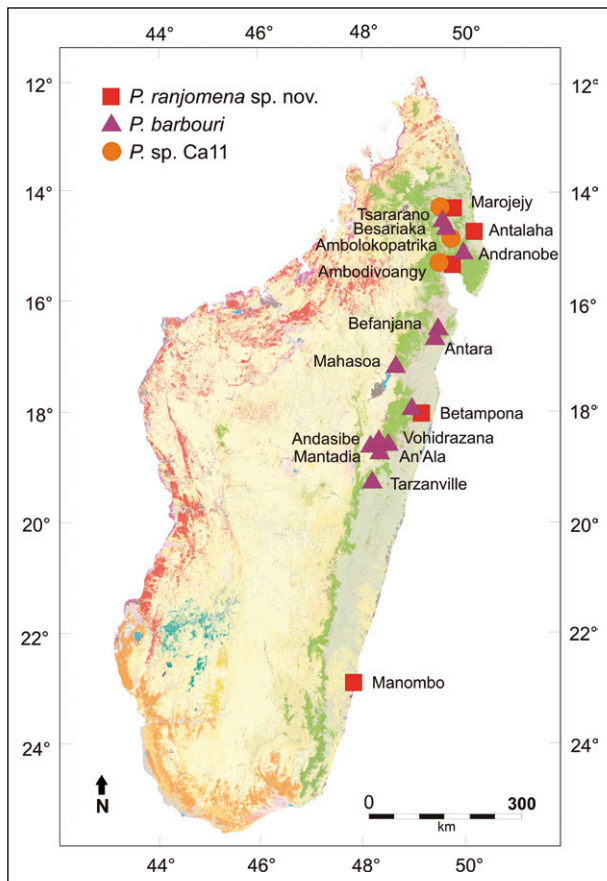 44° 46° 48° 50°
12° 12°
P. ranjomena sp. nov.
P. barbouri
P. sp. Ca11
14° 14°
Marojejy
Tsararano
Besariaka
Antalaha
Ambolokopatrika
Andranobe
Ambodivoangy
16° 16°
Befanjana
Antara
Mahasoa
18° 18°
Betampona
Andasibe Vohidrazana
Mantadia An'Ala
Tarzanville
20° 20°
22° 22°
Manombo
24° 24°
N
0 300
km
44° 46° 48° 50°